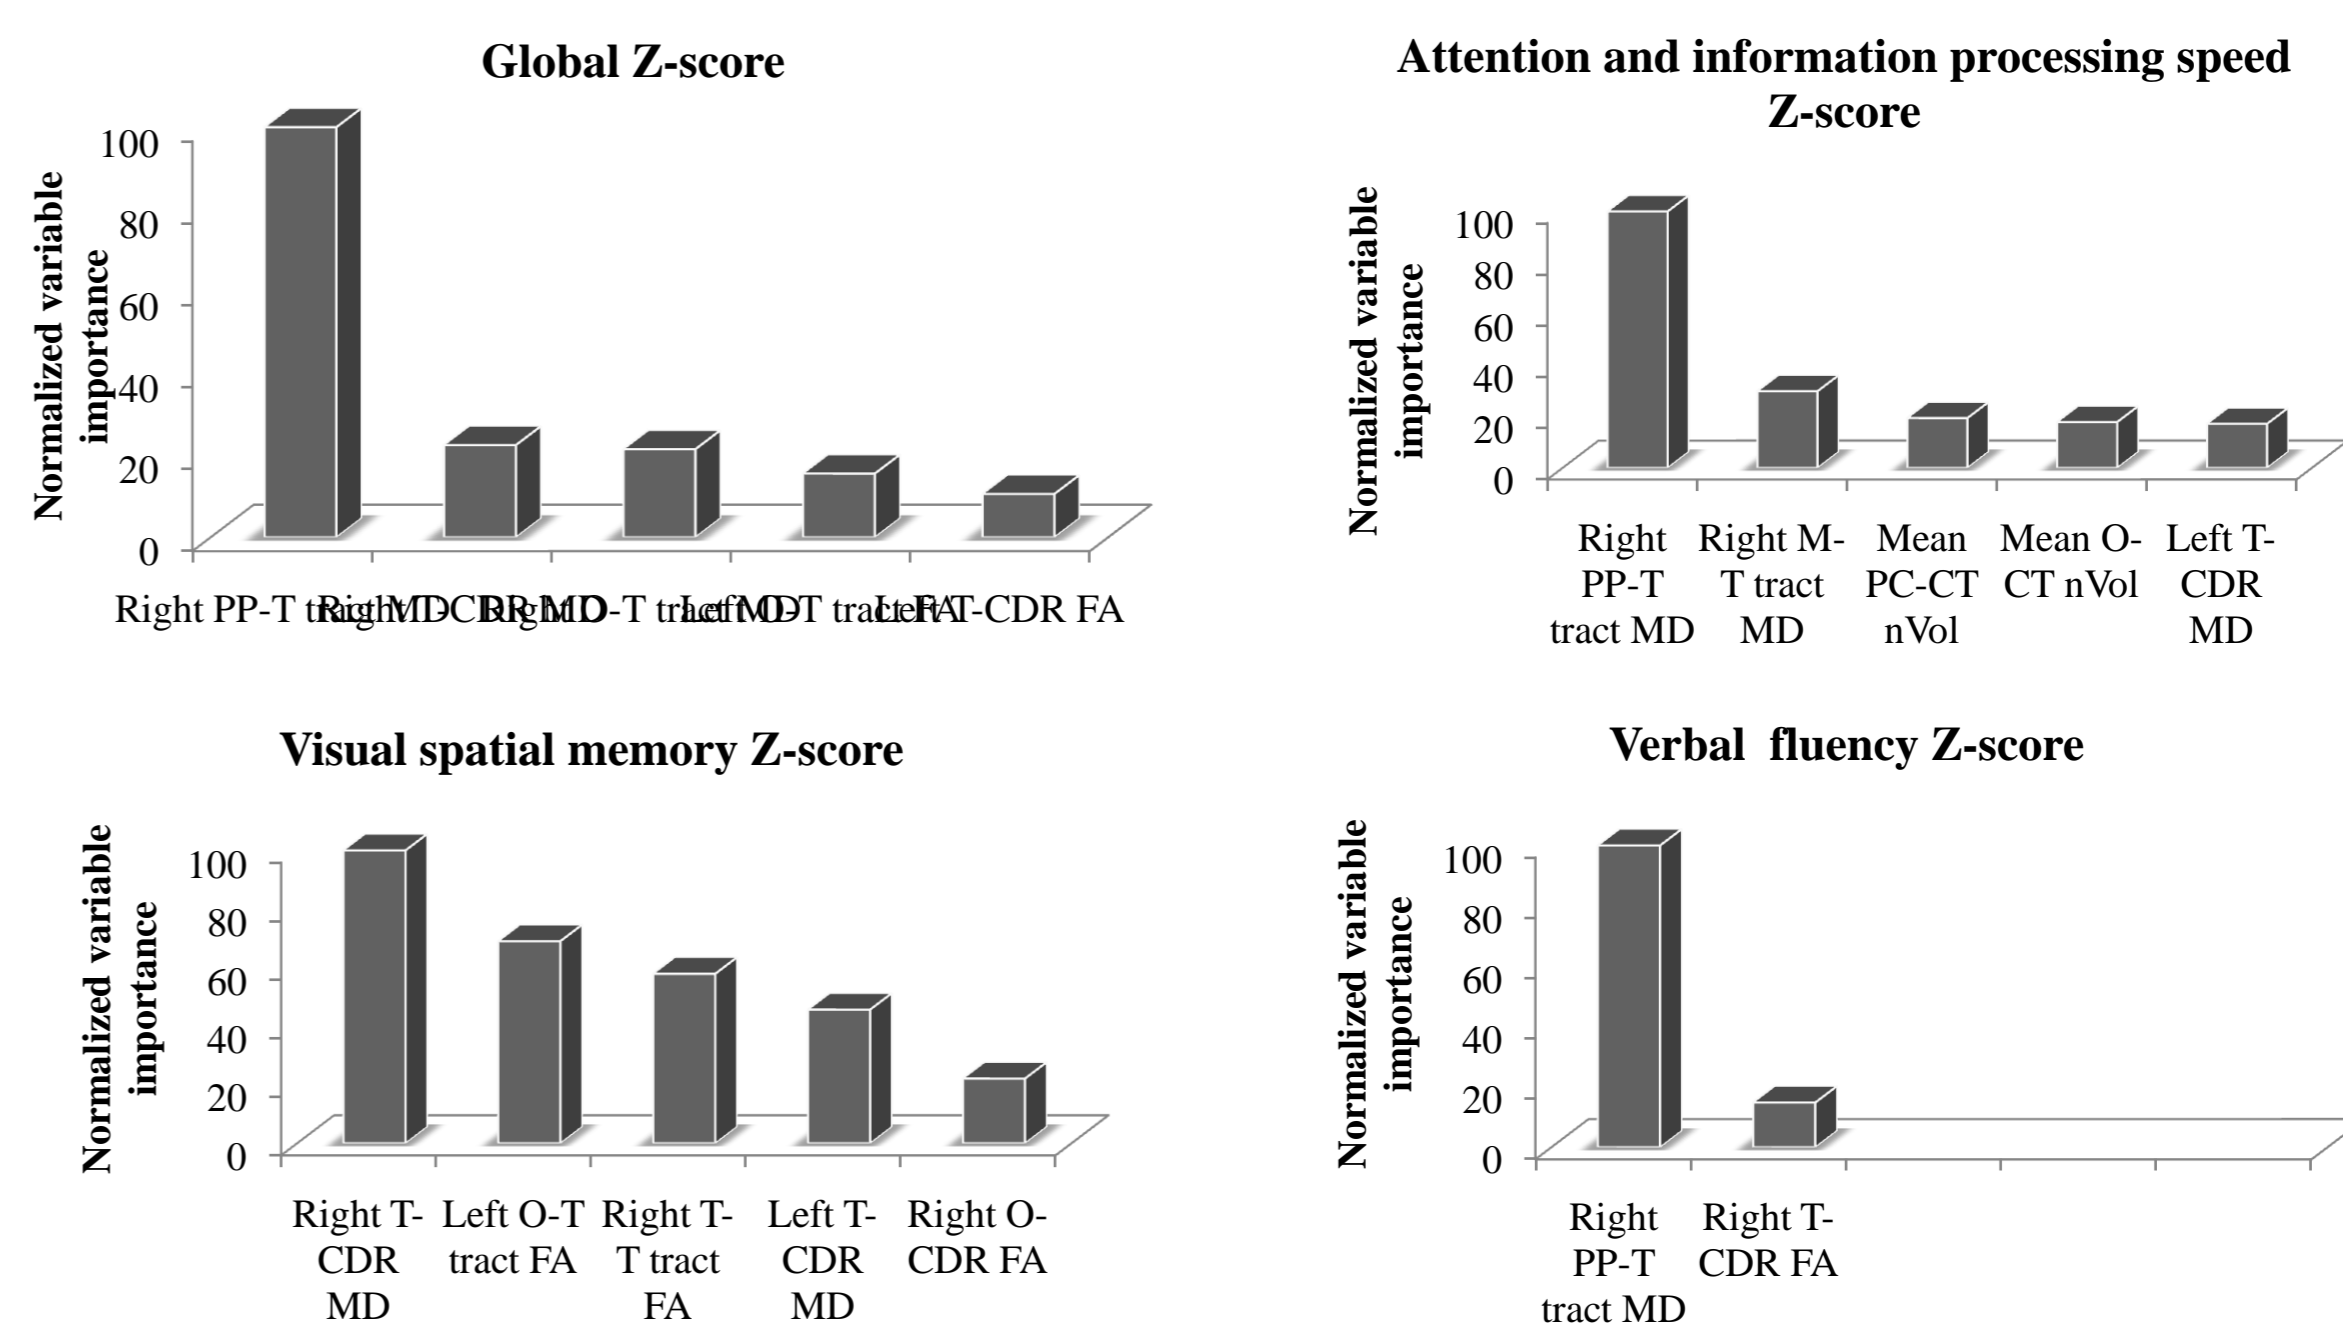 Global Z-score
Normalized variable
importance
100
80
60
40
20
0
Right PP-T tract MD
Right T-CDR MD
Right O-T tract MD
Left O-T tract FA
Left T-CDR FA
Attention and information processing speed
Z-score
Normalized variable
importance
100
80
60
40
20
0
Right
PP-T
tract MD
Right M-
T tract
MD
Mean
PC-CT
nVol
Mean O-
CT nVol
Left T-
CDR
MD
Visual spatial memory Z-score
Normalized variable
importance
100
80
60
40
20
0
Right T-
CDR
MD
Left O-T
tract FA
Right T-
T tract
FA
Left T-
CDR
MD
Right O-
CDR FA
Verbal  fluency Z-score
Normalized variable
importance
100
80
60
40
20
0
Right
PP-T
tract MD
Right T-
CDR FA